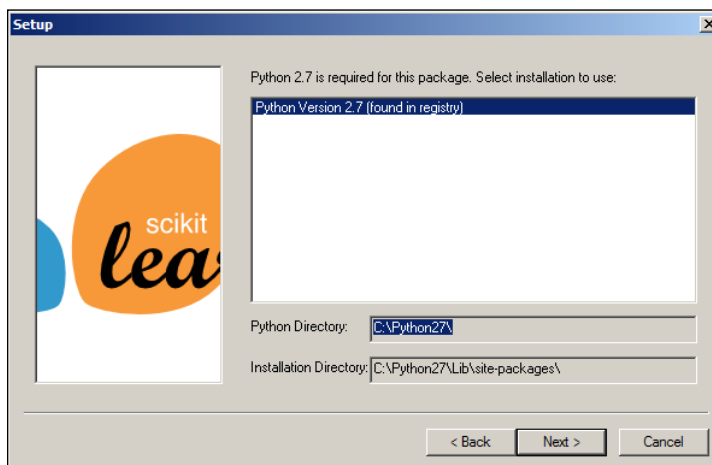 Setup
Python 2.7 is required for this package. Select installation to use:
Python Version 2.7 (found in registry)
scikit
lea
Python Directory: C:\Python27\
Installation Directory: C:\Python27\Lib\site-packages\
< Back Next > Cancel